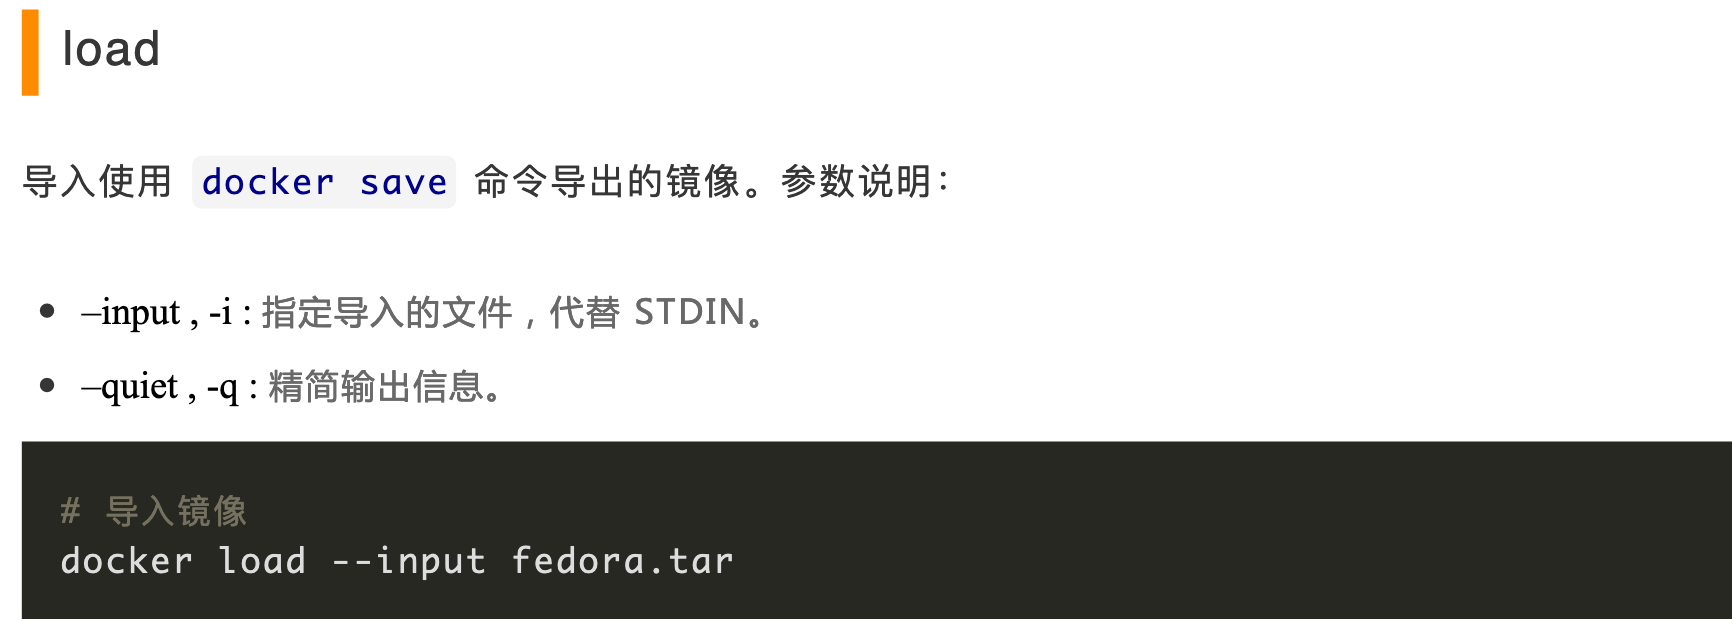 load
导入使用 docker save 命令导出的镜像。参数说明：
–input , -i : 指定导入的文件，代替 STDIN。
–quiet , -q : 精简输出信息。
# 导入镜像
docker load --input fedora.tar